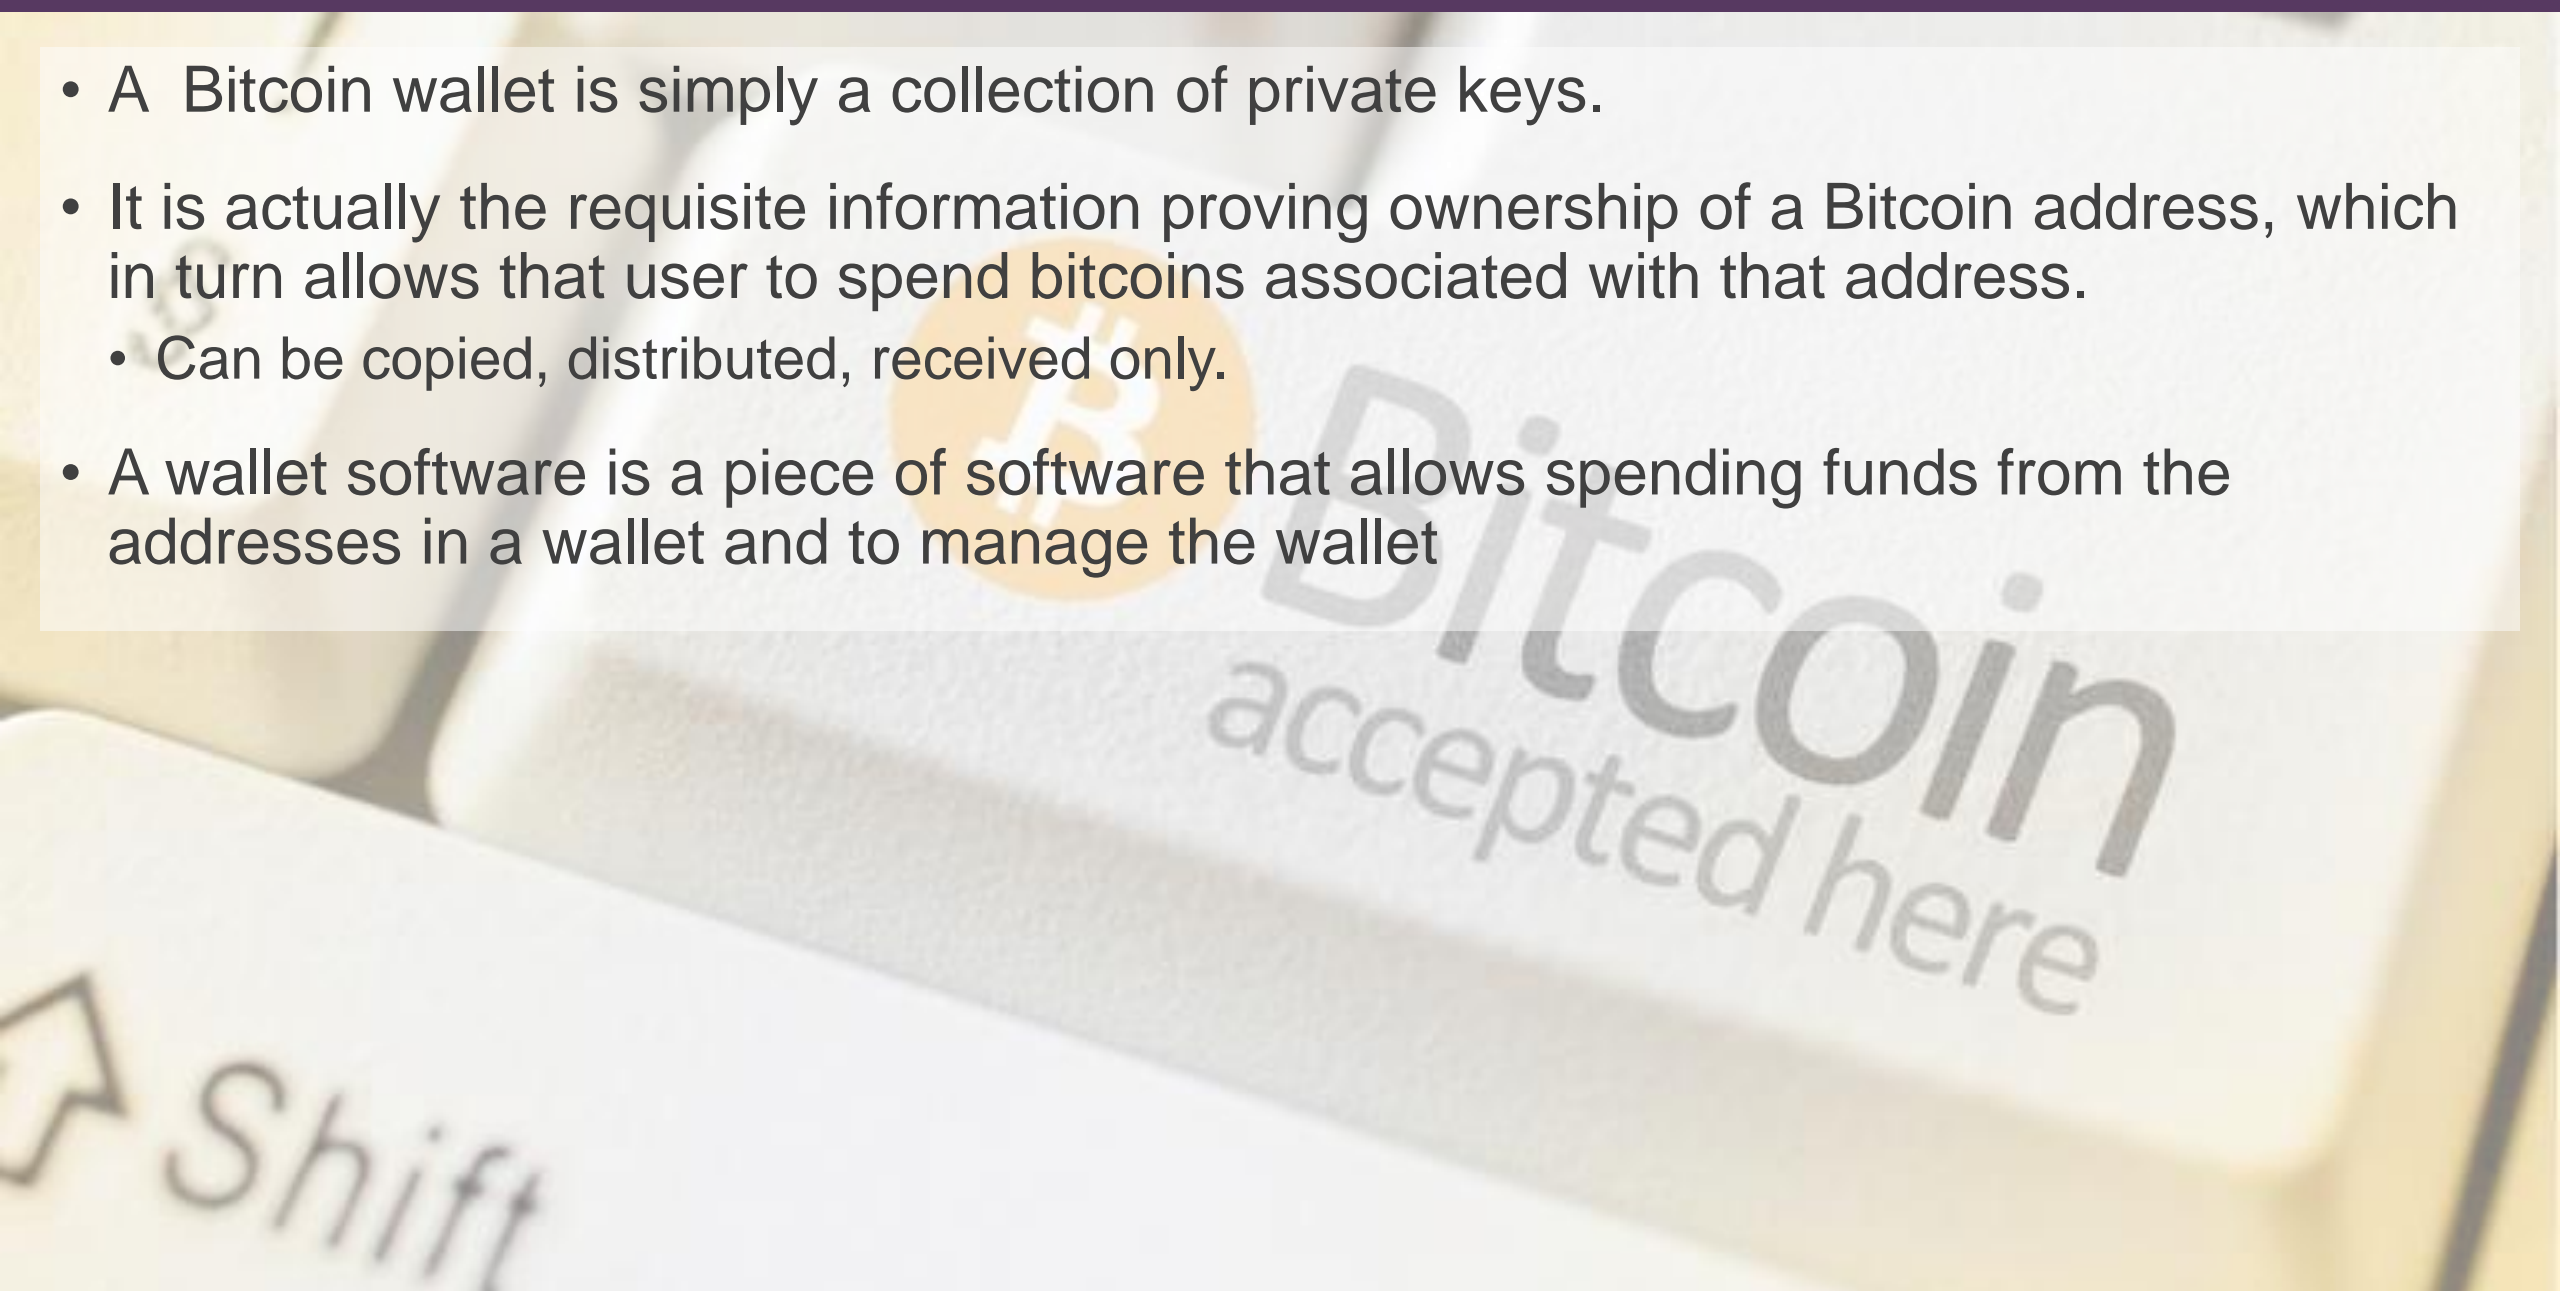 • A  Bitcoin wallet is simply a collection of private keys.
• It is actually the requisite information proving ownership of a Bitcoin address, which
in turn allows that user to spend bitcoins associated with that address.
• Can be copied, distributed, received only.
• A wallet software is a piece of software that allows spending funds from the
addresses in a wallet and to manage the wallet
Bitcoin
accepted here
Shift